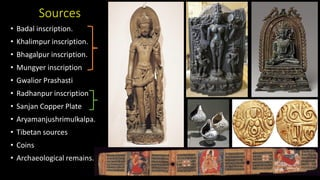 Sources
• Badal inscription.
• Khalimpur inscription.
• Bhagalpur inscription.
• Mungyer inscription
• Gwalior Prashasti
• Radhanpur inscription
• Sanjan Copper Plate
• Aryamanjushrimulkalpa.
• Tibetan sources
• Coins
• Archaeological remains.